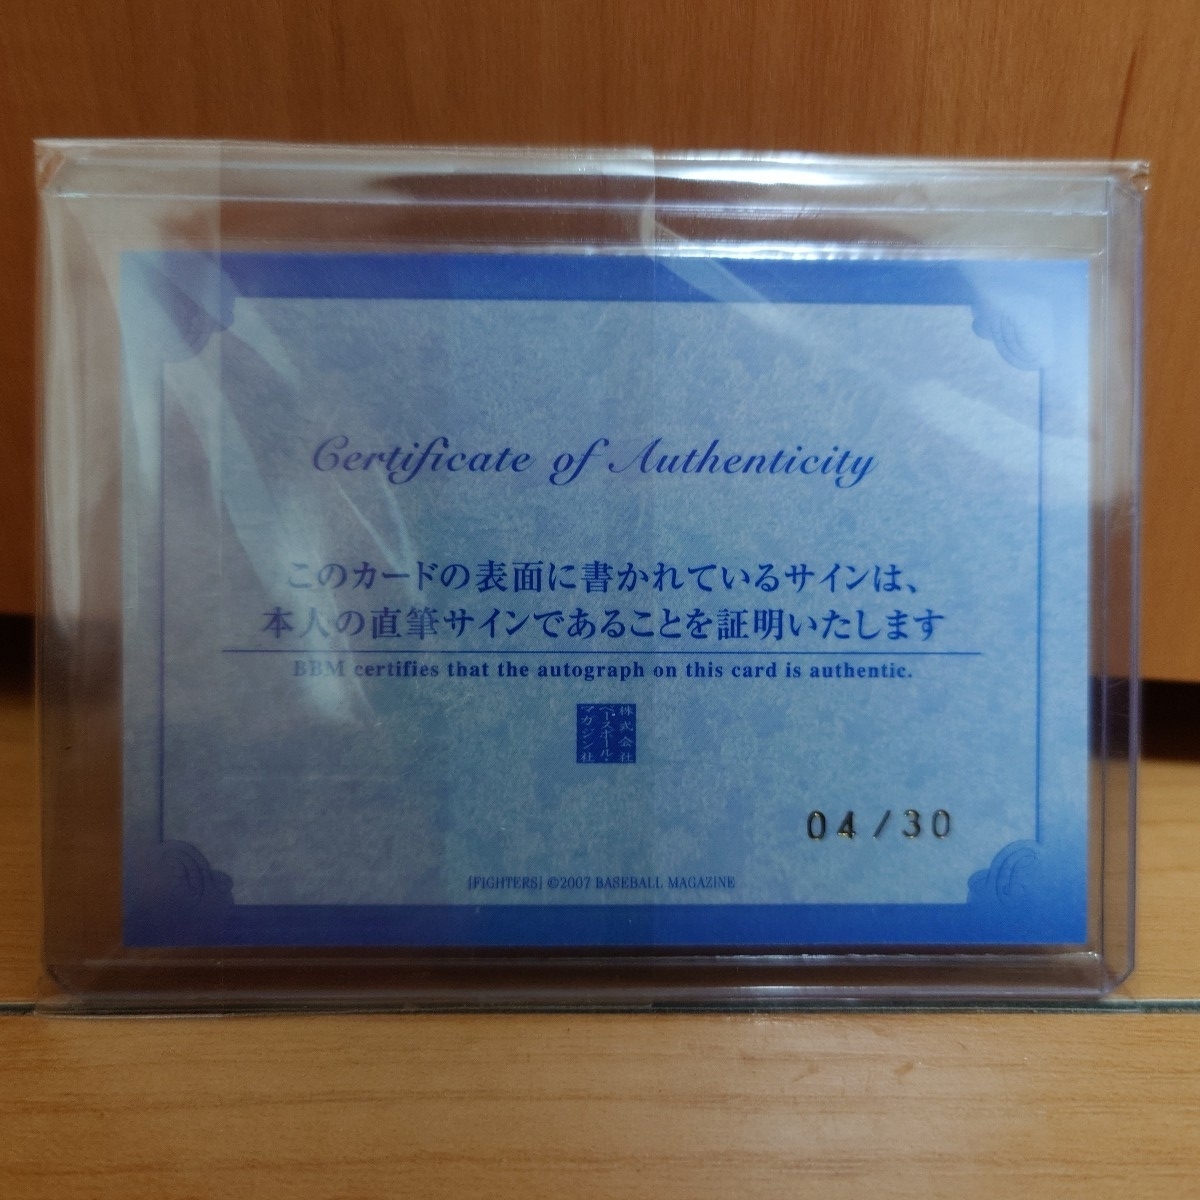 Certificate of Authenticity
このカードの表面に書かれているサインは、
本人の直筆サインであることを証明いたします
BBM certifies that the autograph on this card is authentic.
株式会社
ベースボール・
マガジン社
04/30
[FIGHTERS] ©2007 BASEBALL MAGAZINE